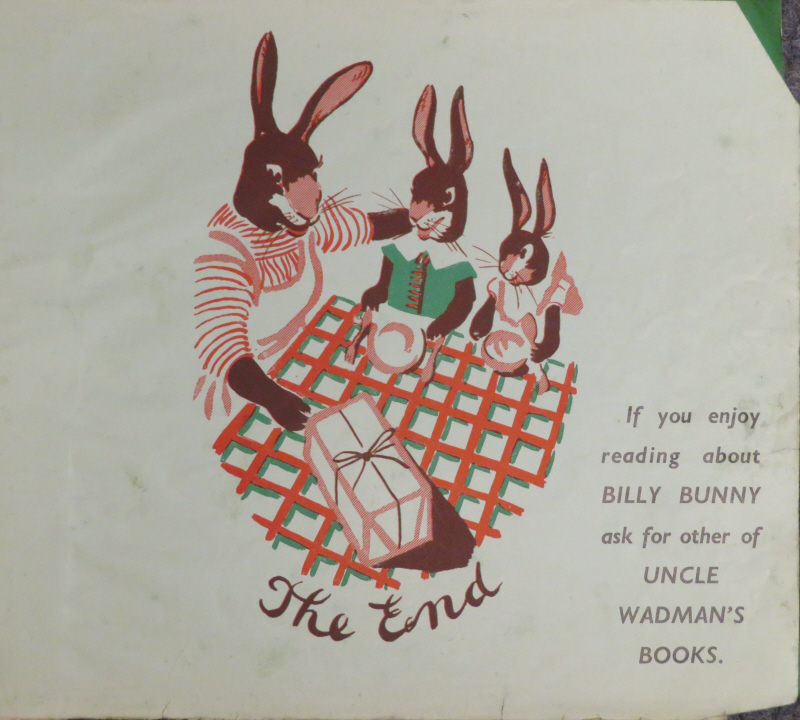 The End
If you enjoy
reading about
BILLY BUNNY
ask for other of
UNCLE
WADMAN'S
BOOKS.